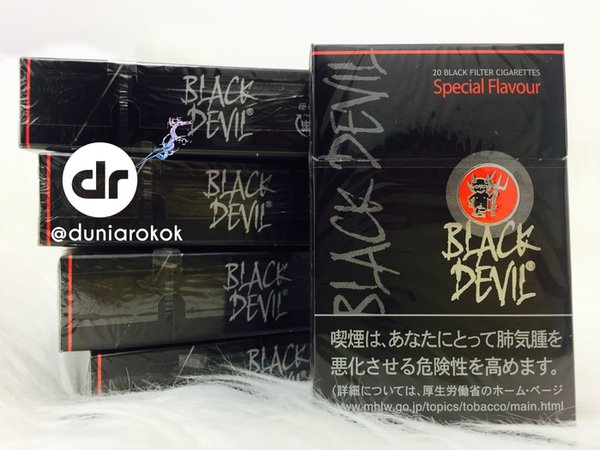 BLACK
DEVIL®
BLACK
DEVIL®
BLACK
DEVIL®
BLACK
DEVIL
dr
@duniarokok
20 BLACK FILTER CIGARETTES
Special Flavour
BLACK DEVIL
BLACK
DEVIL®
喫煙は、あなたにとって肺気腫を
悪化させる危険性を高めます。
(詳細については、厚生労働省のホーム・ページ
www.mhlw.go.jp/topics/tobacco/main.html